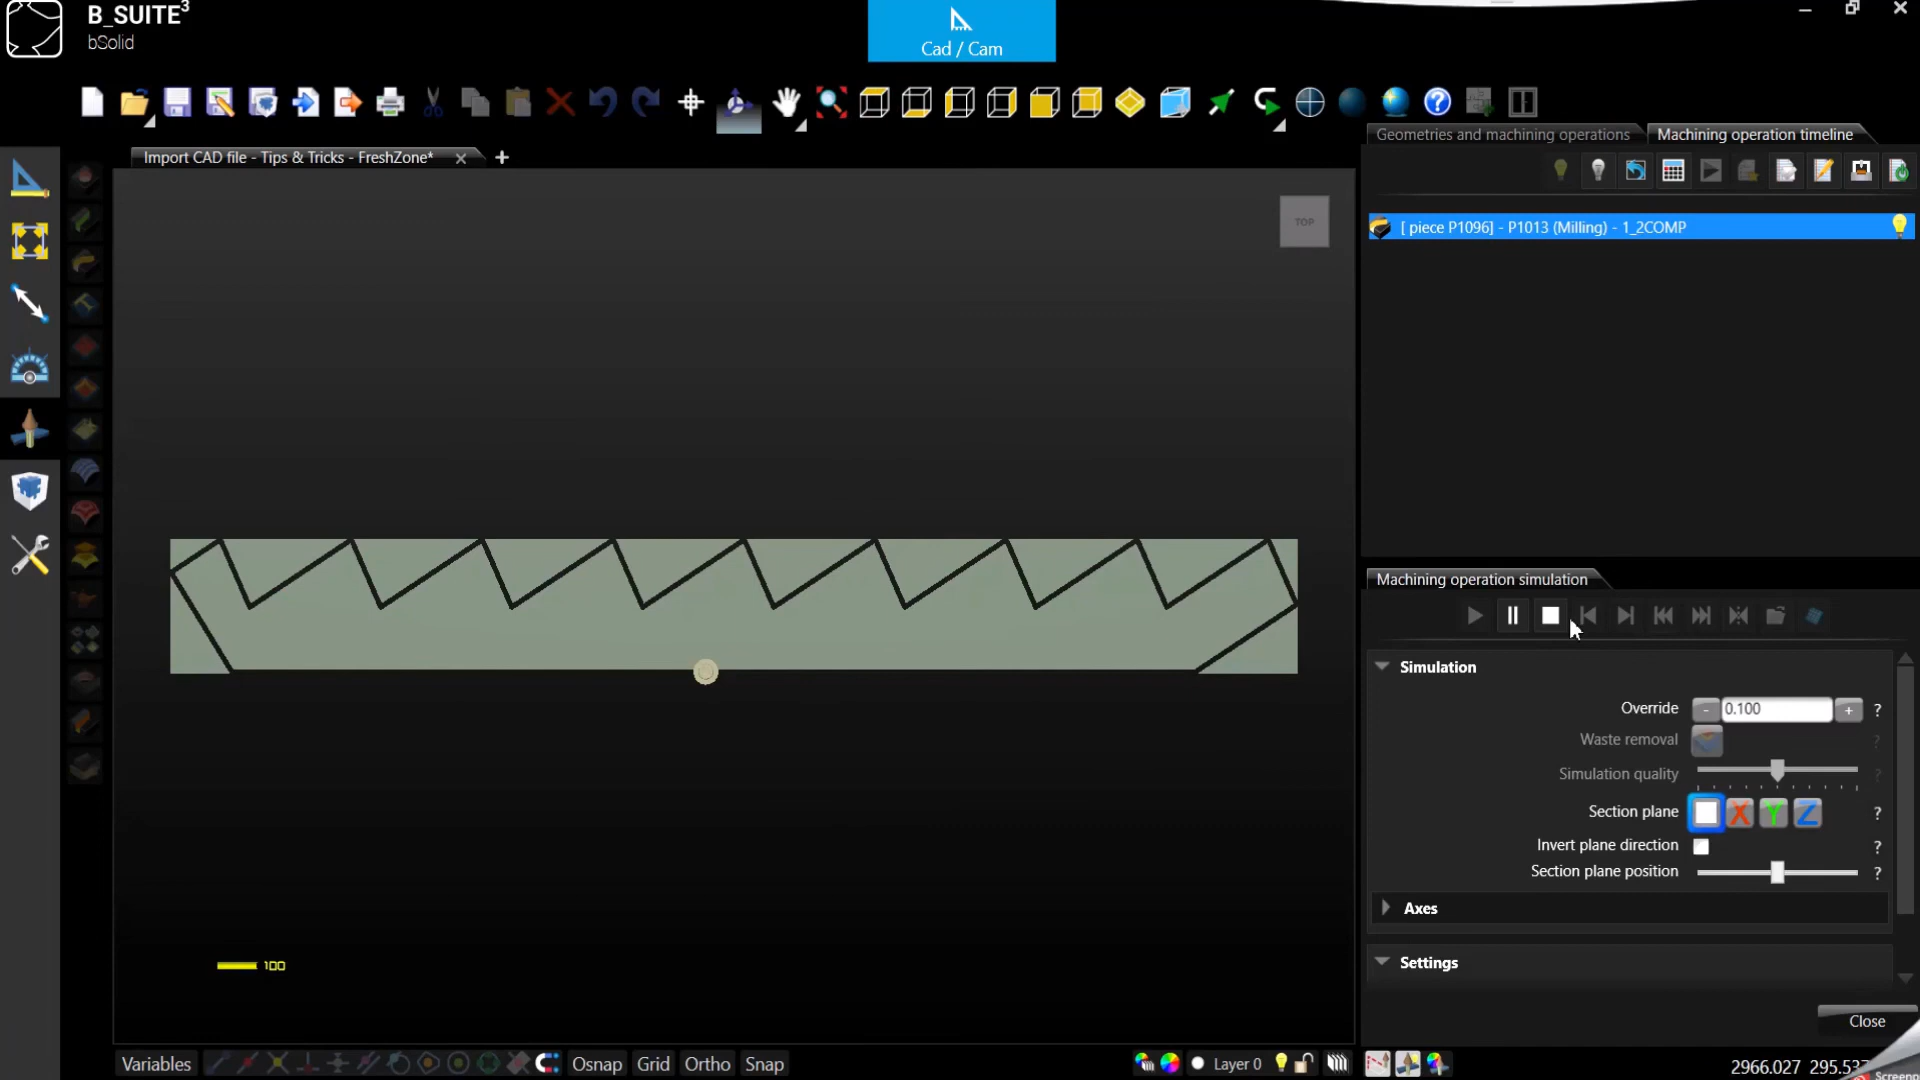 B_SUITE³
bSolid
Cad / Cam
Import CAD file - Tips & Tricks - FreshZone*
Geometries and machining operations
Machining operation timeline
TOP
[ piece P1096] - P1013 (Milling) - 1_2COMP
Machining operation simulation
Simulation
Override - 0.100 + ?
Waste removal ?
Simulation quality ?
Section plane X Y Z ?
Invert plane direction ?
Section plane position ?
Axes
Settings
100
Close
Variables Osnap Grid Ortho Snap Layer 0
2966.027